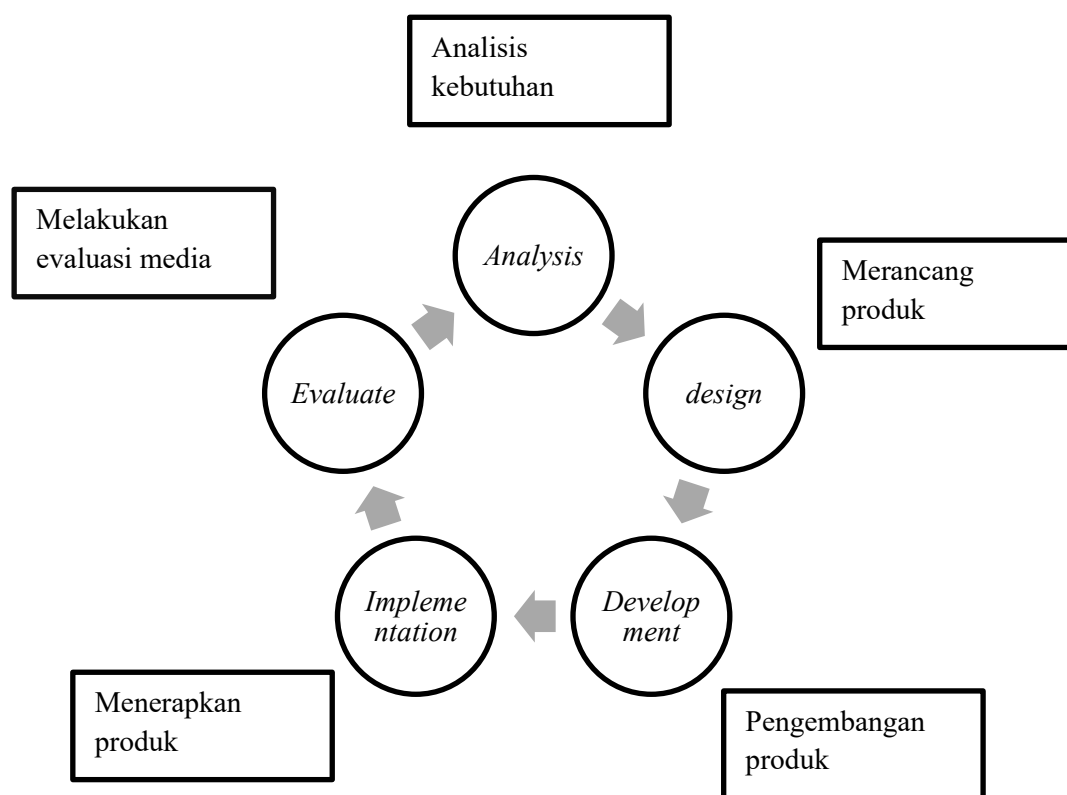 Analisis
kebutuhan
Melakukan
evaluasi media
Analysis
Merancang
produk
Evaluate
design
Impleme
ntation
Develop
ment
Menerapkan
produk
Pengembangan
produk